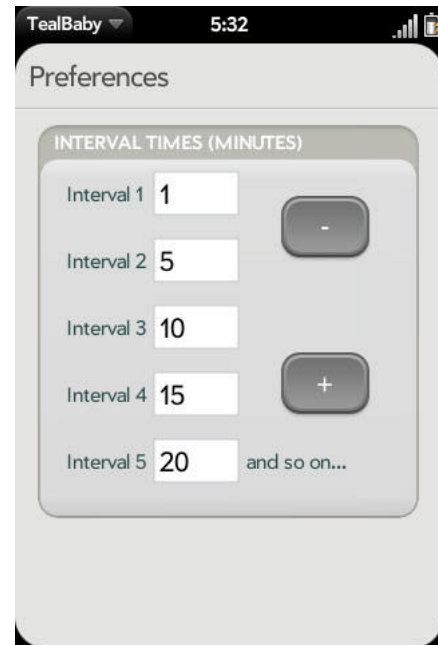 TealBaby 5:32
Preferences
INTERVAL TIMES (MINUTES)
Interval 1 1
-
Interval 2 5
Interval 3 10
Interval 4 15
+
Interval 5 20 and so on...